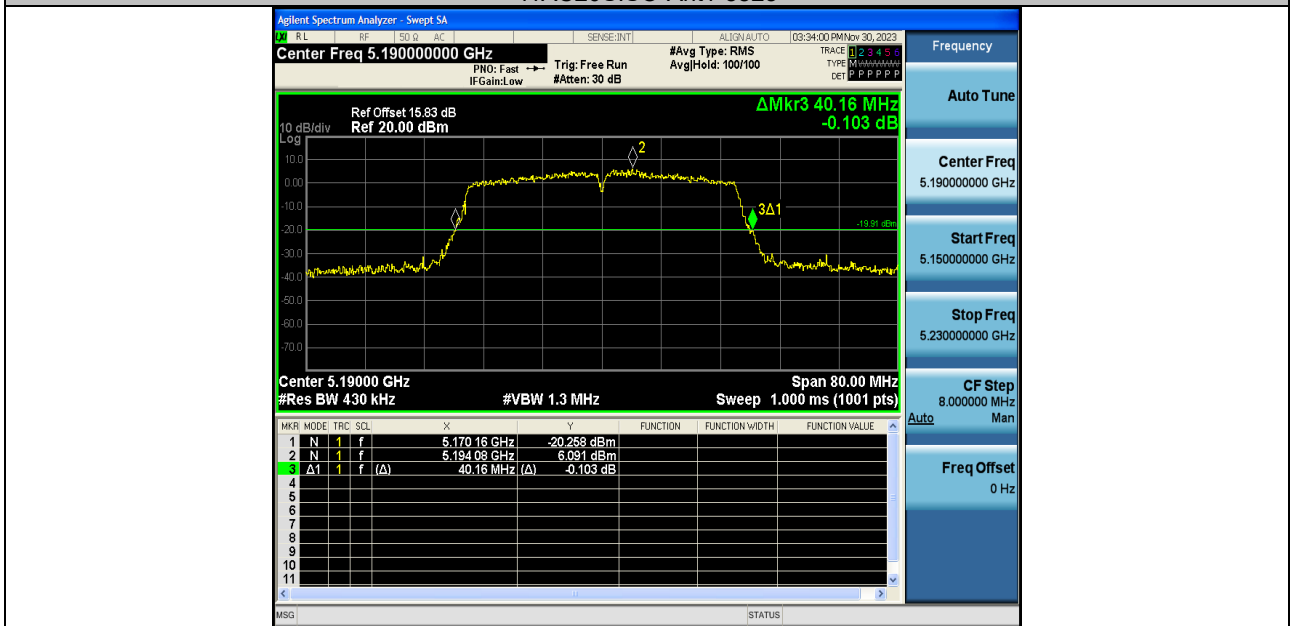 Agilent Spectrum Analyzer - Swept SA
LXI RL RF 50 Ω AC SENSE:INT ALIGN AUTO 03:34:00 PM Nov 30, 2023
Center Freq 5.190000000 GHz
PNO: Fast
IFGain:Low
Trig: Free Run
#Atten: 30 dB
#Avg Type: RMS
Avg|Hold: 100/100
TRACE 1 2 3 4 5 6
TYPE M
DET P P P P P P
Frequency
Auto Tune
Center Freq
5.190000000 GHz
Start Freq
5.150000000 GHz
Stop Freq
5.230000000 GHz
CF Step
8.000000 MHz
Auto Man
Freq Offset
0 Hz
ΔMkr3 40.16 MHz
-0.103 dB
Ref Offset 15.83 dB
10 dB/div Ref 20.00 dBm
Log
10.0
0.00
-10.0
-20.0
-30.0
-40.0
-50.0
-60.0
-70.0
2
3Δ1
-19.91 dBm
Center 5.19000 GHz Span 80.00 MHz
#Res BW 430 kHz #VBW 1.3 MHz Sweep 1.000 ms (1001 pts)
MKR MODE TRC SCL X Y FUNCTION FUNCTION WIDTH FUNCTION VALUE
1 N 1 f 5.170 16 GHz -20.258 dBm
2 N 1 f 5.194 08 GHz 6.091 dBm
3 Δ1 1 f (Δ) 40.16 MHz (Δ) -0.103 dB
4
5
6
7
8
9
10
11
MSG STATUS